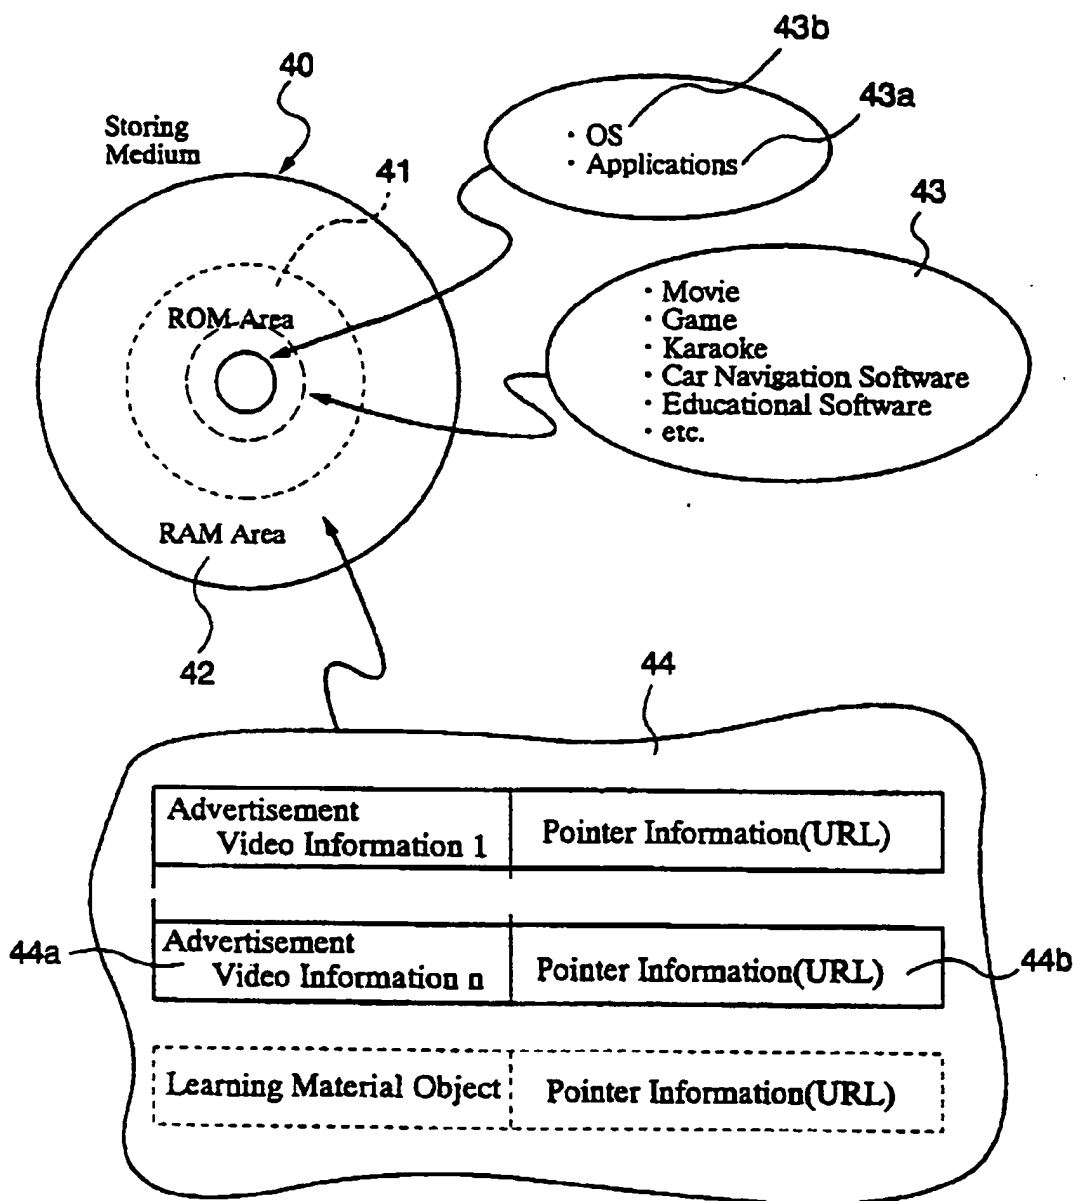 43b
40
43a
Storing
Medium
・OS
・Applications
41
43
・Movie
・Game
・Karaoke
・Car Navigation Software
・Educational Software
・etc.
ROM Area
RAM Area
42
44
Advertisement
Video Information 1
Pointer Information(URL)
44a
Advertisement
Video Information n
Pointer Information(URL)
44b
Learning Material Object
Pointer Information(URL)